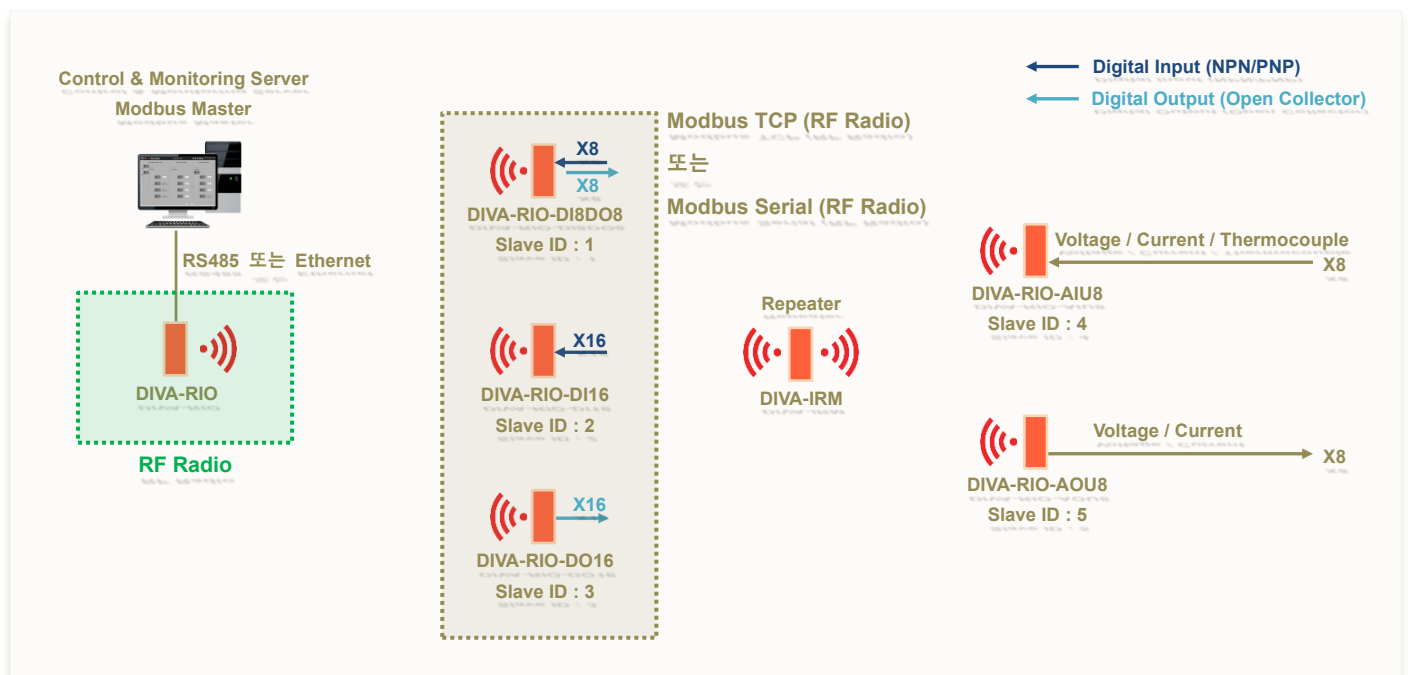 Control & Monitoring Server
Modbus Master
RS485 또는 Ethernet
DIVA-RIO
RF Radio
X8
X8
DIVA-RIO-DI8DO8
Slave ID : 1
X16
DIVA-RIO-DI16
Slave ID : 2
X16
DIVA-RIO-DO16
Slave ID : 3
Modbus TCP (RF Radio)
또는
Modbus Serial (RF Radio)
Repeater
DIVA-IRM
Digital Input (NPN/PNP)
Digital Output (Open Collector)
Voltage / Current / Thermocouple
X8
DIVA-RIO-AIU8
Slave ID : 4
Voltage / Current
X8
DIVA-RIO-AOU8
Slave ID : 5